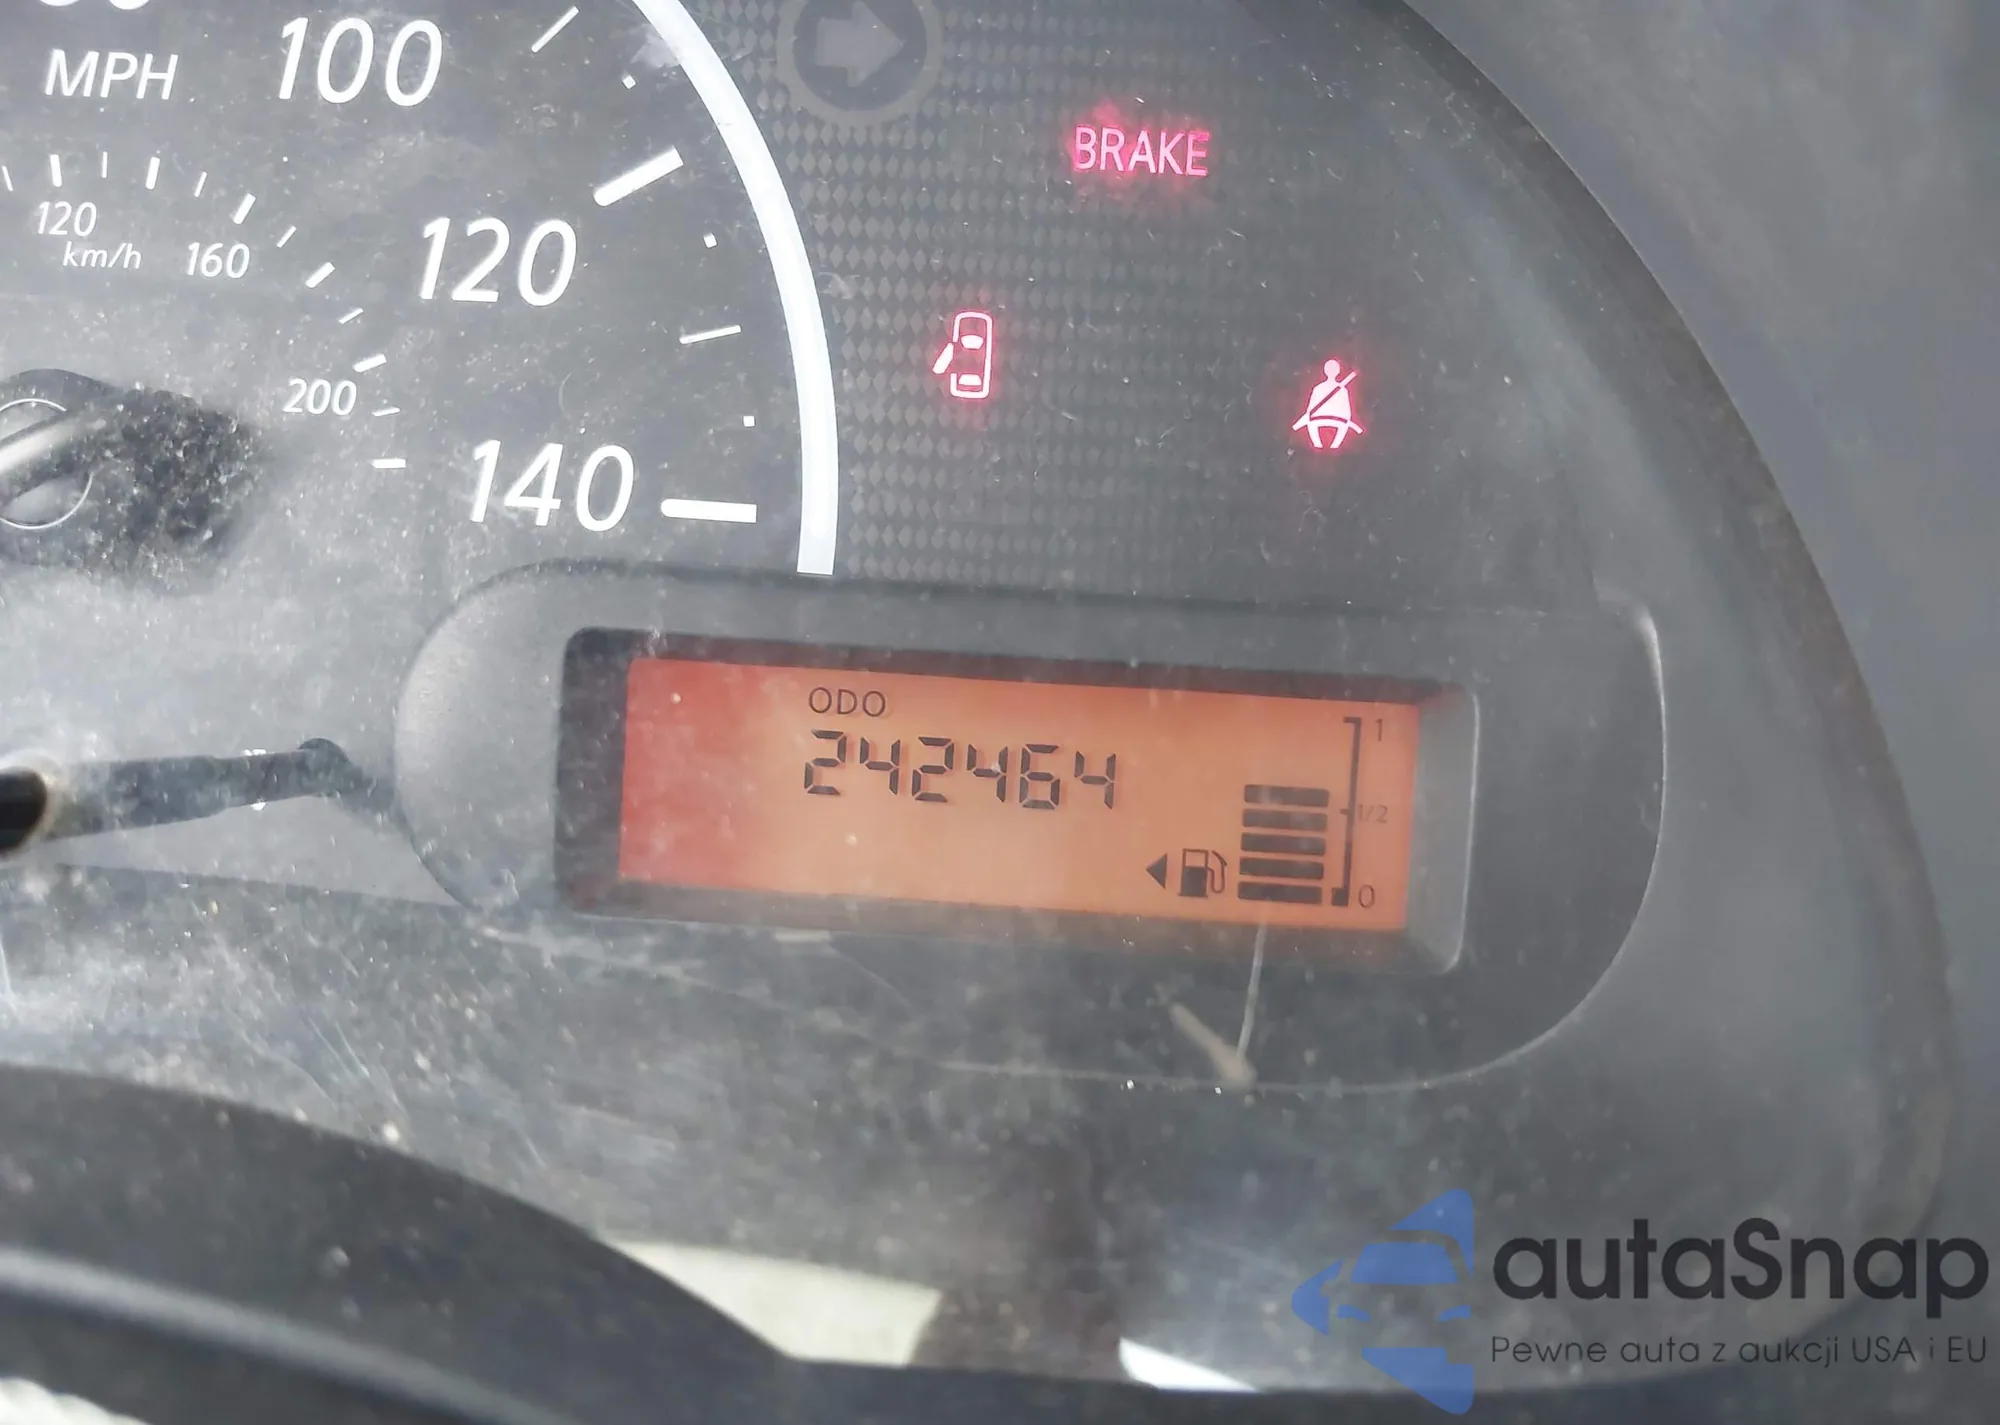 MPH
100
120
km/h
160
120
200
140
BRAKE
ODO
242464
1
1/2
0
autaSnap
Pewne auta z aukcji USA i EU